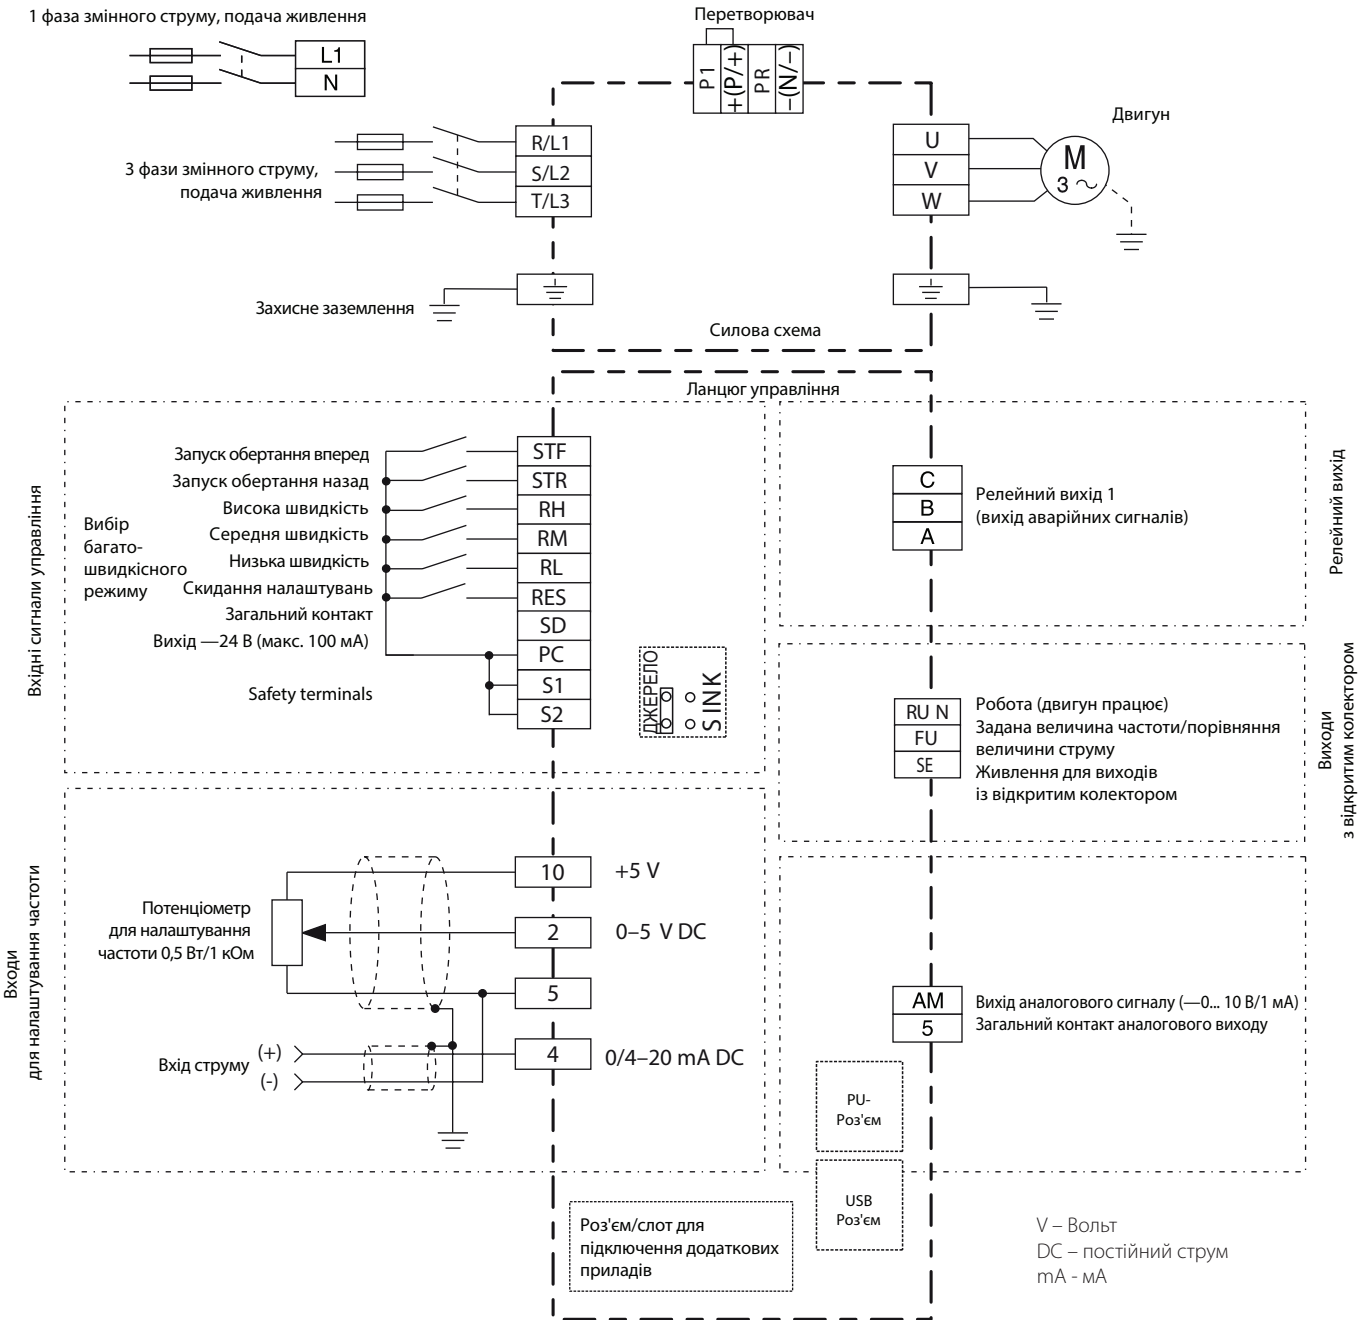 1 фаза змінного струму, подача живлення
L1
N
Перетворювач
P1
+(P/+)
PR
–(N/–)
3 фази змінного струму,
подача живлення
R/L1
S/L2
T/L3
U
V
W
Двигун
M
3 ~
Захисне заземлення
Силова схема
Ланцюг управління
Вхідні сигнали управління
Вибір
багато-
швидкісного
режиму
Запуск обертання вперед
Запуск обертання назад
Висока швидкість
Середня швидкість
Низька швидкість
Скидання налаштувань
Загальний контакт
Вихід —24 В (макс. 100 мА)
Safety terminals
STF
STR
RH
RM
RL
RES
SD
PC
S1
S2
ДЖЕРЕЛО
SINK
C
B
A
Релейний вихід 1
(вихід аварійних сигналів)
Релейний вихід
RU N
FU
SE
Робота (двигун працює)
Задана величина частоти/порівняння
величини струму
Живлення для виходів
із відкритим колектором
Виходи
з відкритим колектором
Входи
для налаштування частоти
Потенціометр
для налаштування
частоти 0,5 Вт/1 кОм
10
+5 V
2
0–5 V DC
5
Вхід струму
(+)
(-)
4
0/4–20 mA DC
AM
5
Вихід аналогового сигналу (—0... 10 В/1 мА)
Загальний контакт аналогового виходу
PU-
Роз'єм
USB
Роз'єм
Роз'єм/слот для
підключення додаткових
приладів
V – Вольт
DC – постійний струм
mA - мА